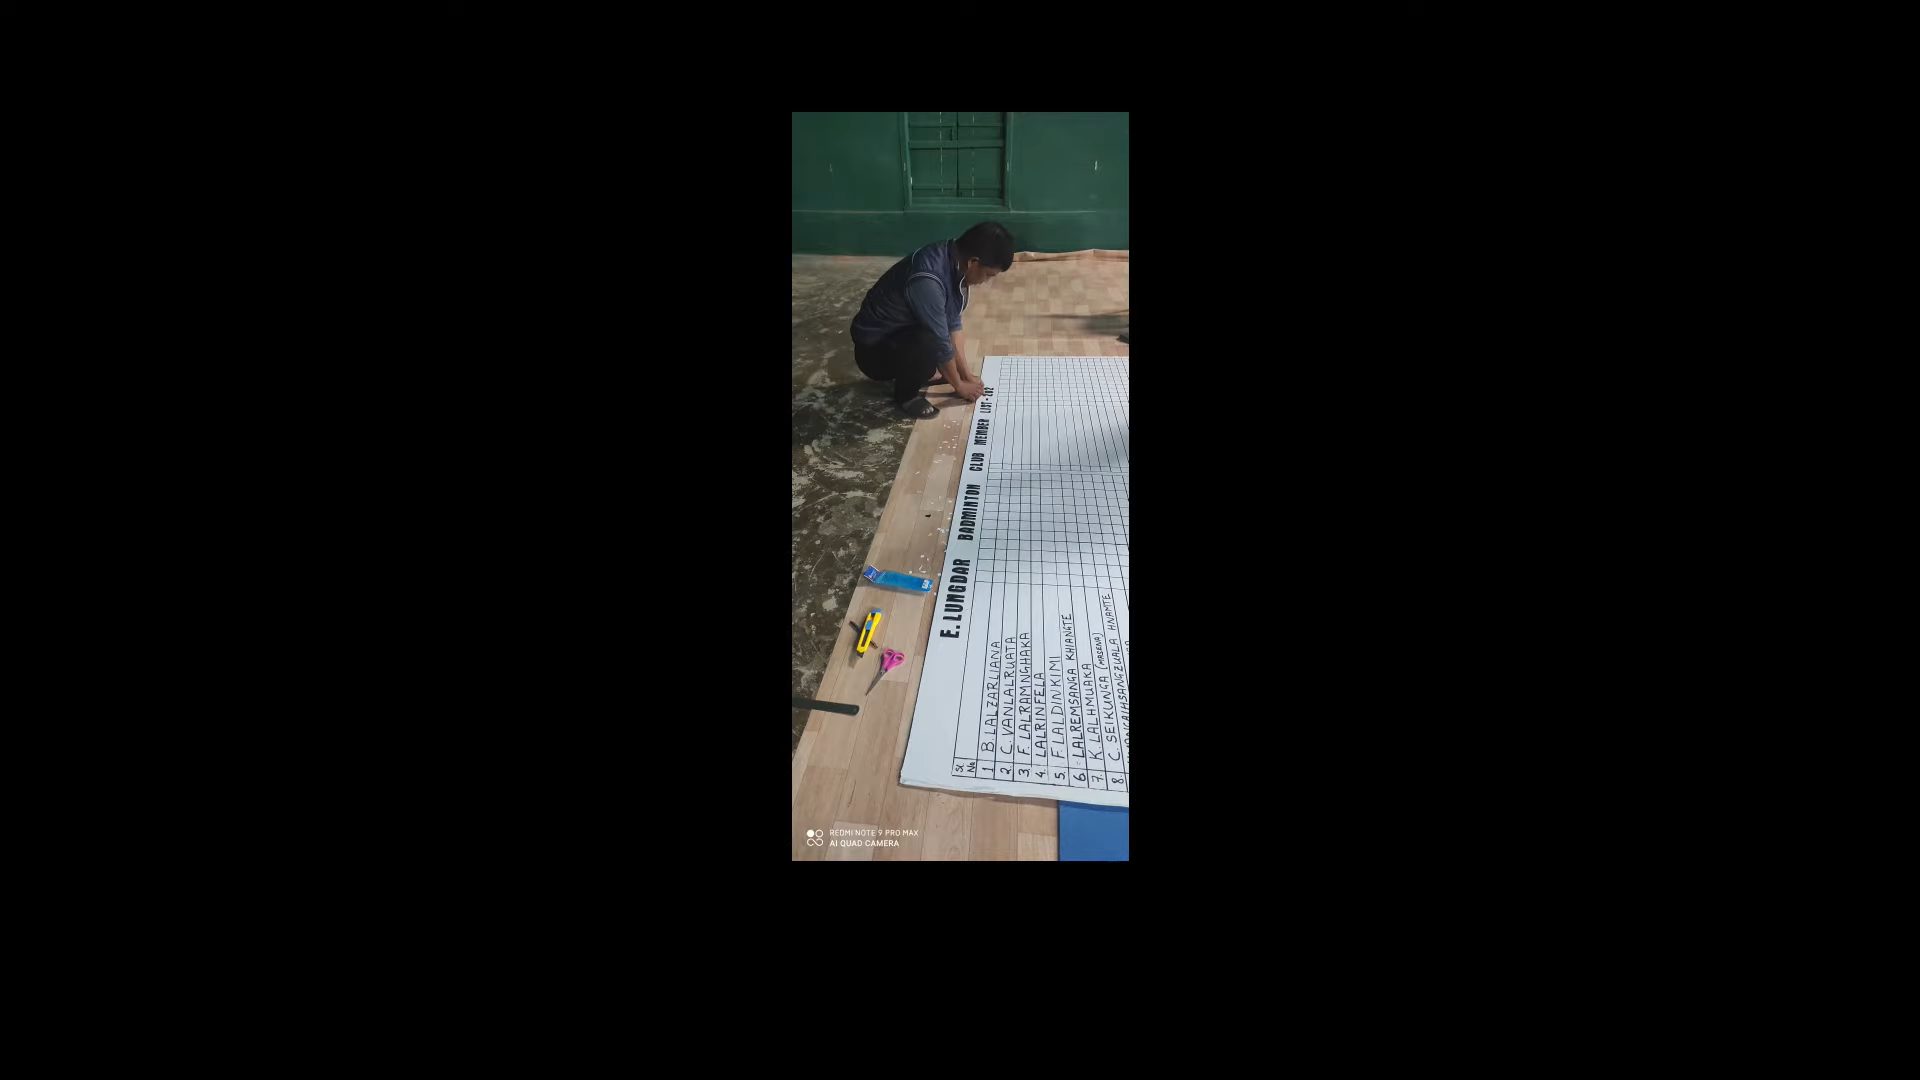 E. LUNGDAR BADMINTON CLUB MEMBER LIST - 202
Sl. No
1 B. LALZARLIANA
2. C. VANLALRUATA
3. F. LALRAMNGHAKA
4. LALRINFELA
5. F. LALDINKIMI
6. LALREMSANGA KHIANGTE
7. K. LALHMUAKA
8. C. SEIKUNGA (MASENA)
REDMI NOTE 9 PRO MAX
AI QUAD CAMERA